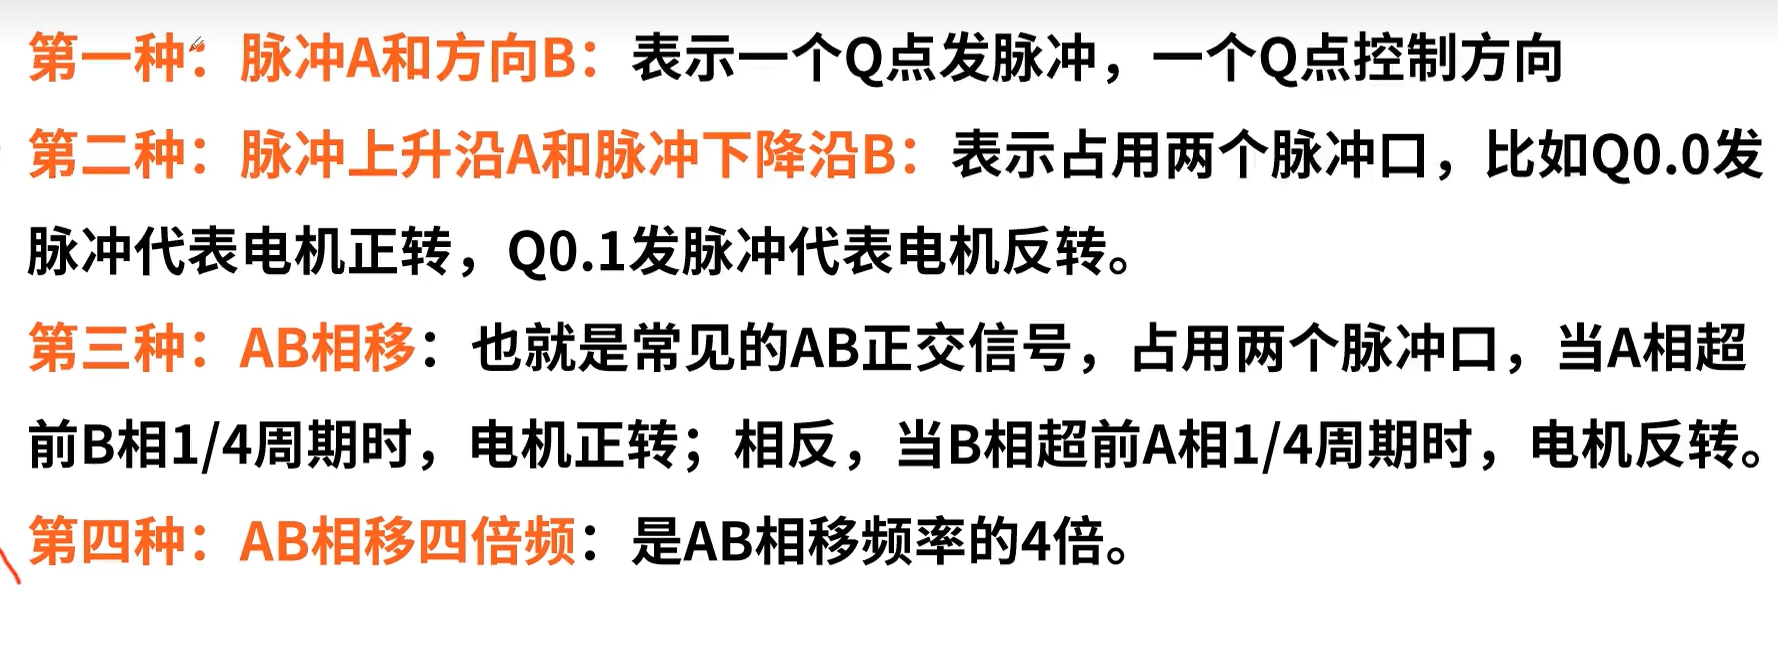 第一种：脉冲A和方向B：表示一个Q点发脉冲，一个Q点控制方向
第二种：脉冲上升沿A和脉冲下降沿B：表示占用两个脉冲口，比如Q0.0发
脉冲代表电机正转，Q0.1发脉冲代表电机反转。
第三种：AB相移：也就是常见的AB正交信号，占用两个脉冲口，当A相超
前B相1/4周期时，电机正转；相反，当B相超前A相1/4周期时，电机反转。
第四种：AB相移四倍频：是AB相移频率的4倍。